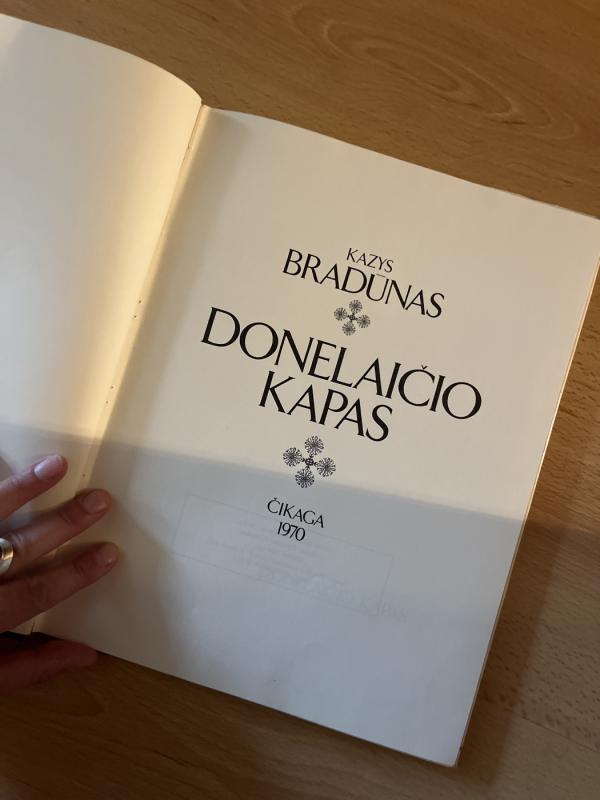 KAZYS
BRADŪNAS
DONELAIČIO
KAPAS
ČIKAGA
1970